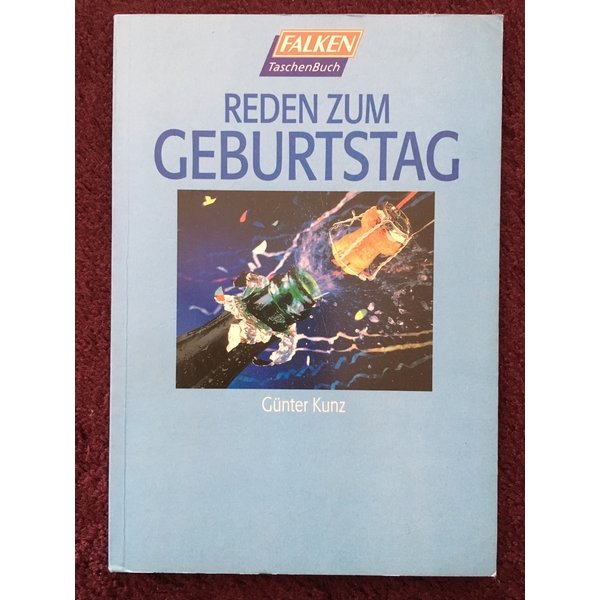 FALKEN
TaschenBuch
REDEN ZUM
GEBURTSTAG
Günter Kunz